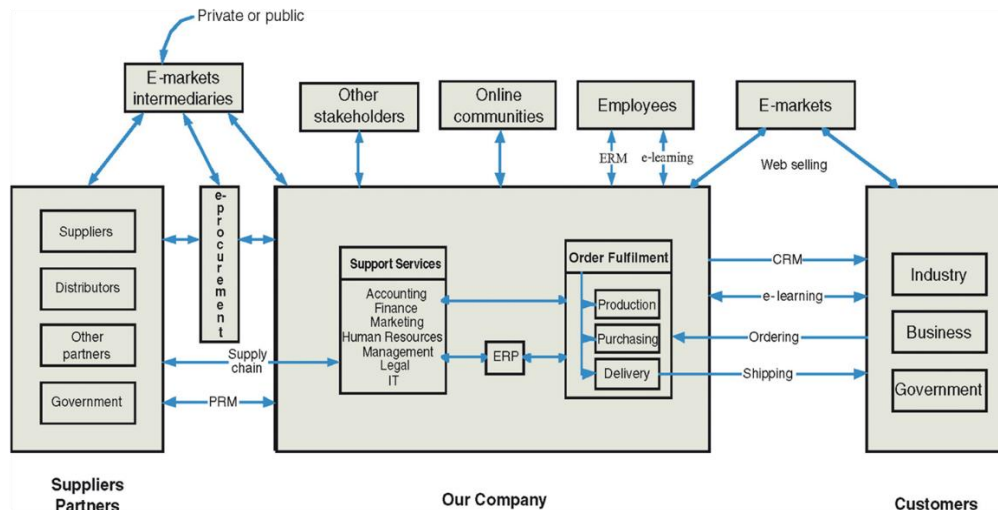 Private or public
E-markets
intermediaries
Other
stakeholders
Online
communities
Employees
E-markets
ERM
e-learning
Web selling
Suppliers
Distributors
Other
partners
Government
e-procurement
Supply
chain
PRM
Support Services
Accounting
Finance
Marketing
Human Resources
Management
Legal
IT
ERP
Order Fulfilment
Production
Purchasing
Delivery
CRM
e-learning
Ordering
Shipping
Industry
Business
Government
Suppliers
Partners
Our Company
Customers